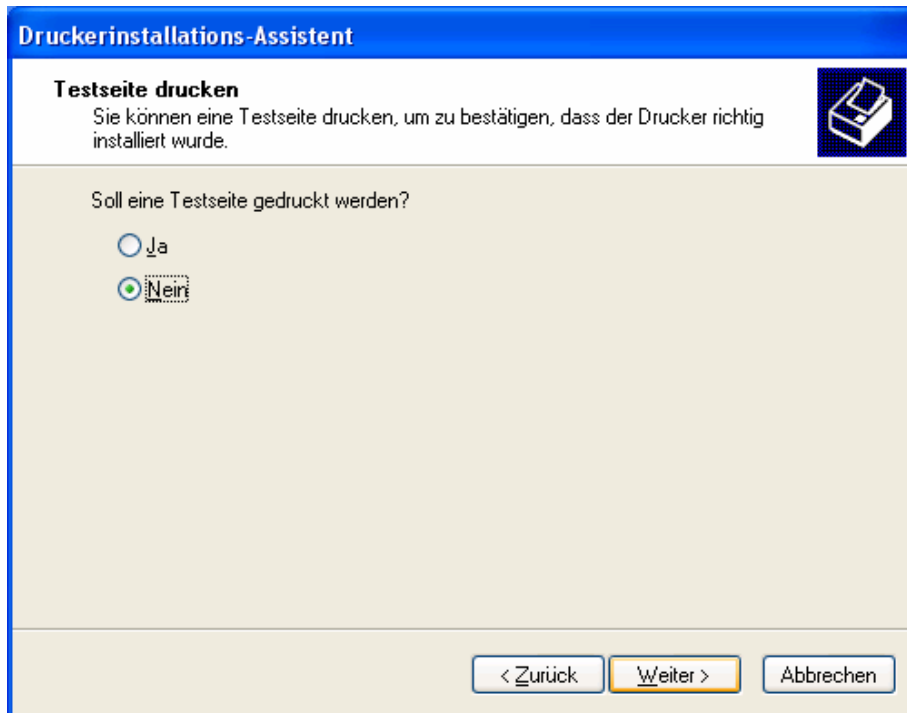 Druckerinstallations-Assistent
Testseite drucken
Sie können eine Testseite drucken, um zu bestätigen, dass der Drucker richtig
installiert wurde.
Soll eine Testseite gedruckt werden?
Ja
Nein
< Zurück Weiter > Abbrechen